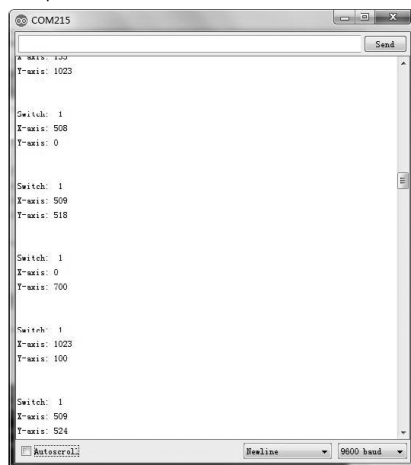 COM215
Send
X-axis: 133
Y-axis: 1023
Switch: 1
X-axis: 508
Y-axis: 0
Switch: 1
X-axis: 509
Y-axis: 518
Switch: 1
X-axis: 0
Y-axis: 700
Switch: 1
X-axis: 1023
Y-axis: 100
Switch: 1
X-axis: 509
Y-axis: 524
Autoscroll
Newline
9600 baud